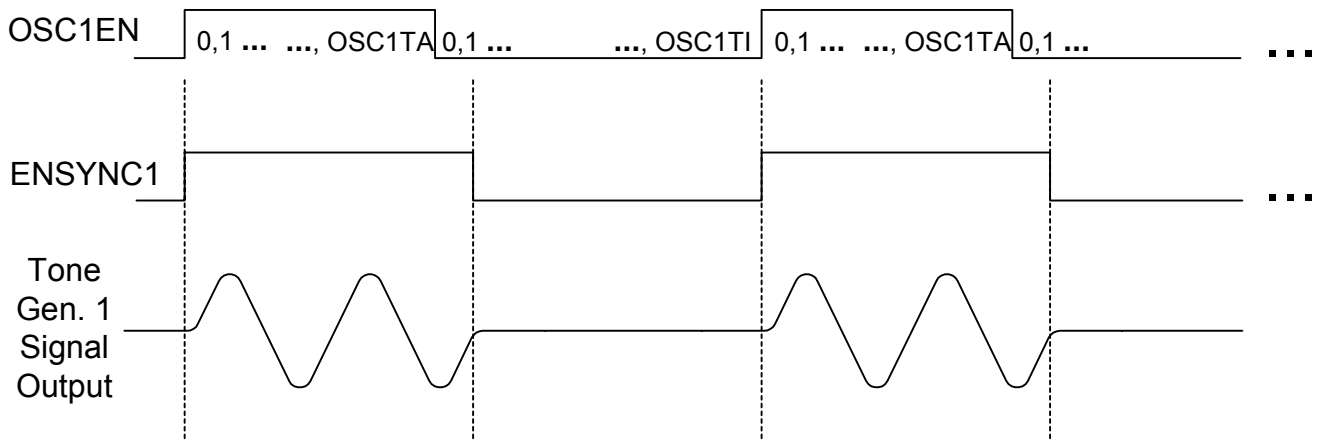 OSC1EN
0,1 ... ..., OSC1TA 0,1 ... ..., OSC1TI 0,1 ... ..., OSC1TA 0,1 ...
...
ENSYNC1
...
Tone
Gen. 1
Signal
Output